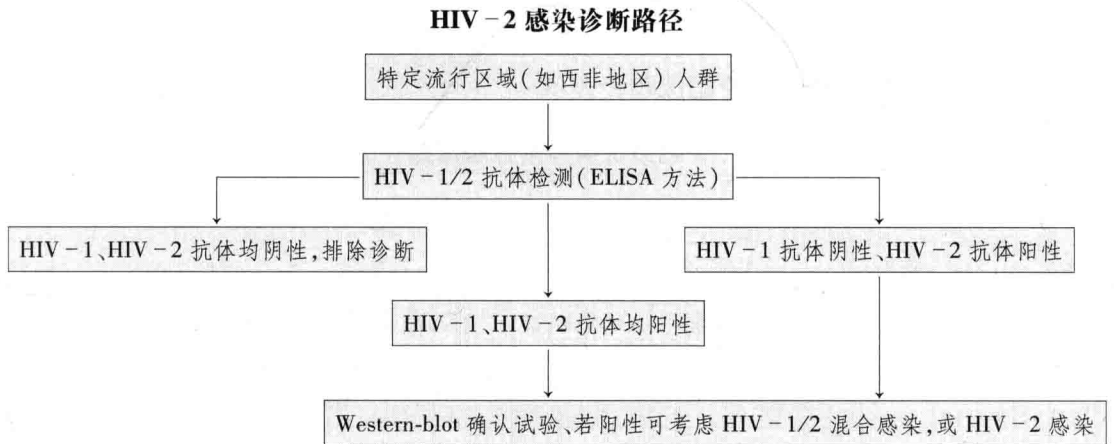 HIV-2 感染诊断路径
特定流行区域(如西非地区)人群
HIV-1/2 抗体检测(ELISA 方法)
HIV-1、HIV-2 抗体均阴性,排除诊断
HIV-1 抗体阴性、HIV-2 抗体阳性
HIV-1、HIV-2 抗体均阳性
Western-blot 确认试验、若阳性可考虑 HIV-1/2 混合感染,或 HIV-2 感染